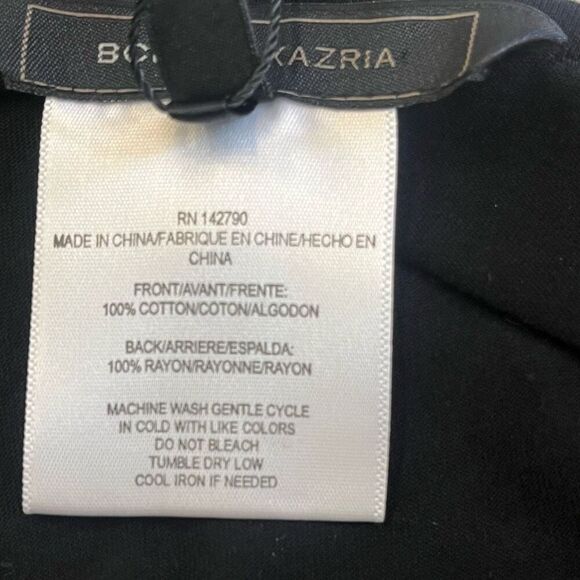 RN 142790
MADE IN CHINA/FABRIQUE EN CHINE/HECHO EN
CHINA
FRONT/AVANT/FRENTE:
100% COTTON/COTON/ALGODON
BACK/ARRIERE/ESPALDA:
100% RAYON/RAYONNE/RAYON
MACHINE WASH GENTLE CYCLE
IN COLD WITH LIKE COLORS
DO NOT BLEACH
TUMBLE DRY LOW
COOL IRON IF NEEDED